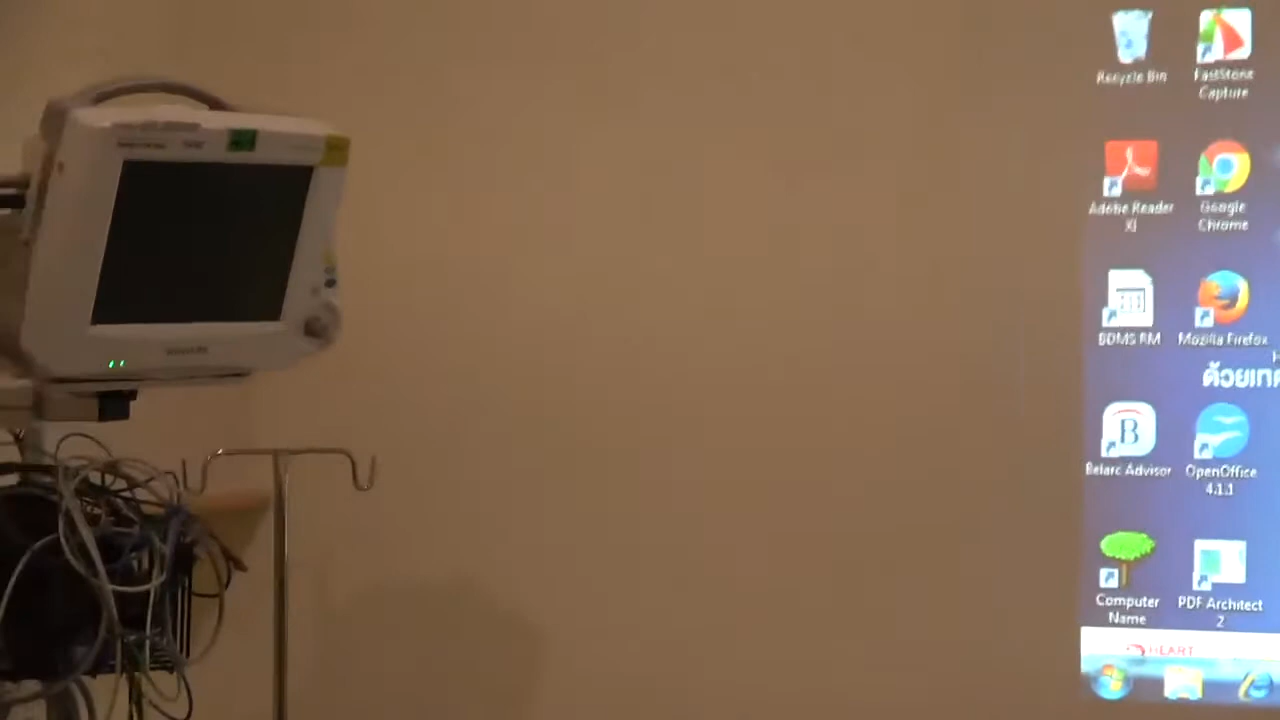 Recycle Bin
FastStone
Capture
Adobe Reader
XI
Google
Chrome
BDMS RM
Mozilla Firefox
ด้วยเท
B
Belarc Advisor
OpenOffice
4.1.1
Computer
Name
PDF Architect
2
HEART